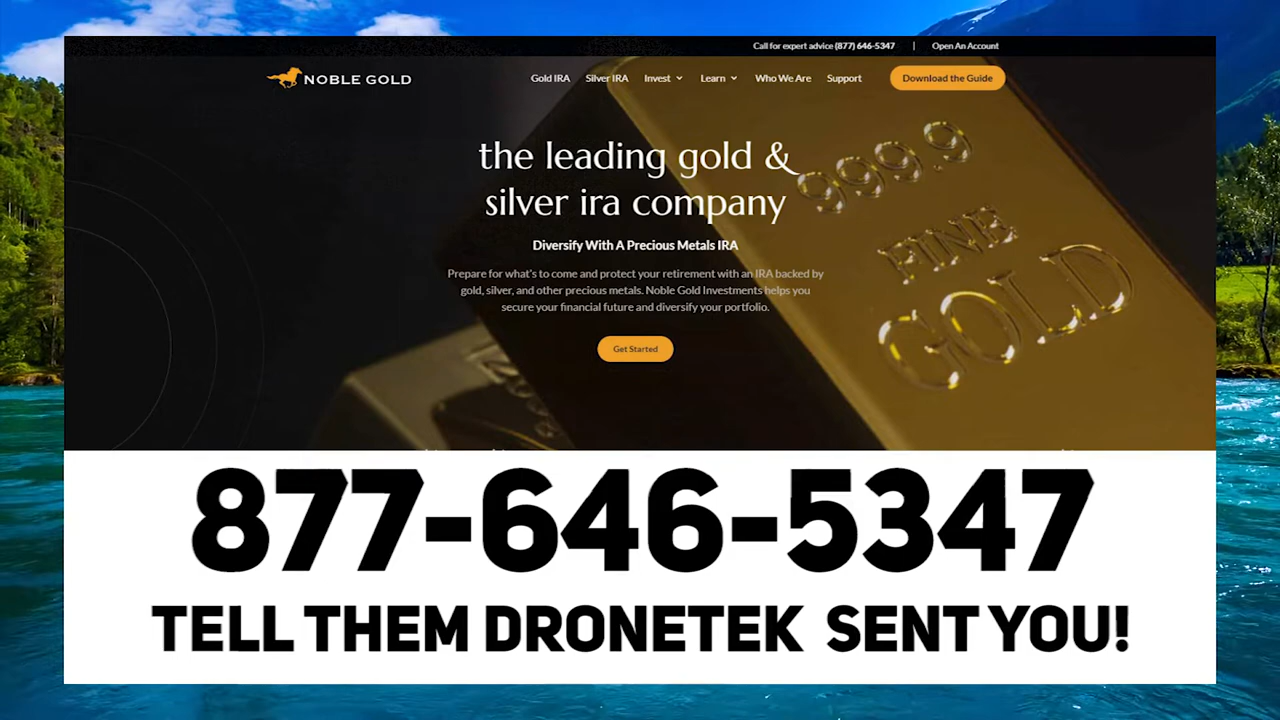 Call for expert advice (877) 646-5347 | Open An Account
NOBLE GOLD Gold IRA Silver IRA Invest Learn Who We Are Support Download the Guide
the leading gold &
silver ira company
Diversify With A Precious Metals IRA
Prepare for what's to come and protect your retirement with an IRA backed by
gold, silver, and other precious metals. Noble Gold Investments helps you
secure your financial future and diversify your portfolio.
Get Started
999.9
FINE
GOLD
877-646-5347
TELL THEM DRONETEK SENT YOU!